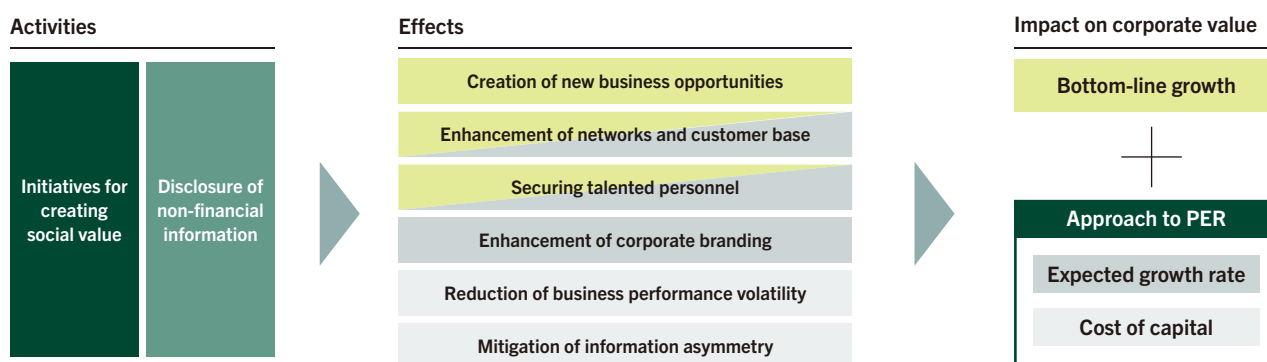 Activities
Initiatives for
creating
social value
Disclosure of
non-financial
information
Effects
Creation of new business opportunities
Enhancement of networks and customer base
Securing talented personnel
Enhancement of corporate branding
Reduction of business performance volatility
Mitigation of information asymmetry
Impact on corporate value
Bottom-line growth
Approach to PER
Expected growth rate
Cost of capital